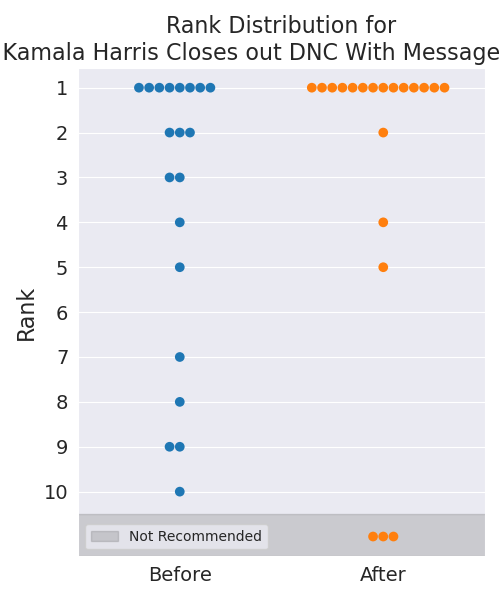 Rank Distribution for
Kamala Harris Closes out DNC With Message
Rank
1
2
3
4
5
6
7
8
9
10
Not Recommended
Before
After